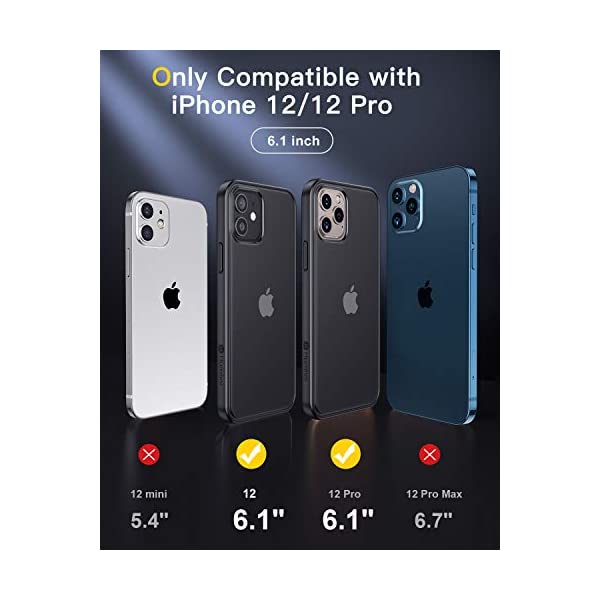 Only Compatible with
iPhone 12/12 Pro
6.1 inch
12 mini
12
12 Pro
12 Pro Max
5.4"
6.1"
6.1"
6.7"